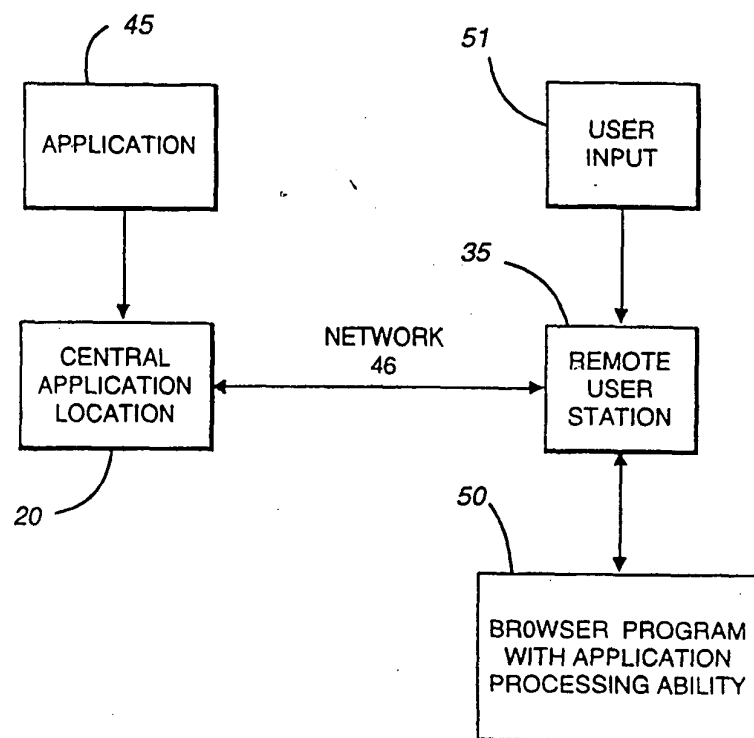 45
APPLICATION
51
USER
INPUT
CENTRAL
APPLICATION
LOCATION
20
NETWORK
46
35
REMOTE
USER
STATION
50
BR0WSER PROGRAM
WITH APPLICATION
PROCESSING ABILITY